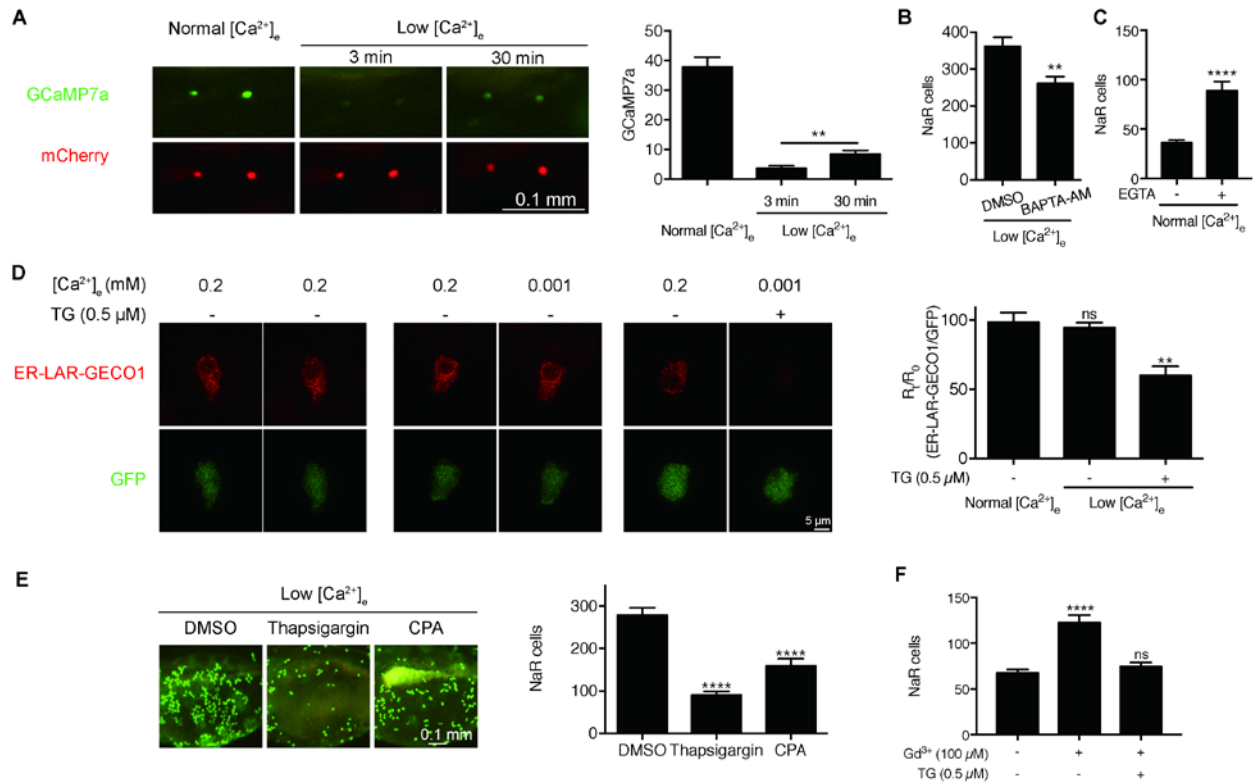 A
Normal [Ca²⁺]e
Low [Ca²⁺]e
3 min
30 min
GCaMP7a
mCherry
0.1 mm
GCaMP7a
50
40
30
20
10
0
**
3 min
30 min
Normal [Ca²⁺]e
Low [Ca²⁺]e
B
NaR cells
400
300
200
100
0
**
DMSO
BAPTA-AM
Low [Ca²⁺]e
C
NaR cells
150
100
50
0
****
EGTA - +
Normal [Ca²⁺]e
D
[Ca²⁺]e (mM) 0.2 0.2 0.2 0.001 0.2 0.001
TG (0.5 µM) - - - - - +
ER-LAR-GECO1
GFP
5 µm
Rt/R0
(ER-LAR-GECO1/GFP)
100
50
0
ns
**
TG (0.5 µM) - - +
Normal [Ca²⁺]e Low [Ca²⁺]e
E
Low [Ca²⁺]e
DMSO Thapsigargin CPA
0.1 mm
NaR cells
300
200
100
0
****
****
DMSO Thapsigargin CPA
F
NaR cells
150
100
50
0
****
ns
Gd³⁺ (100 µM) - + +
TG (0.5 µM) - - +